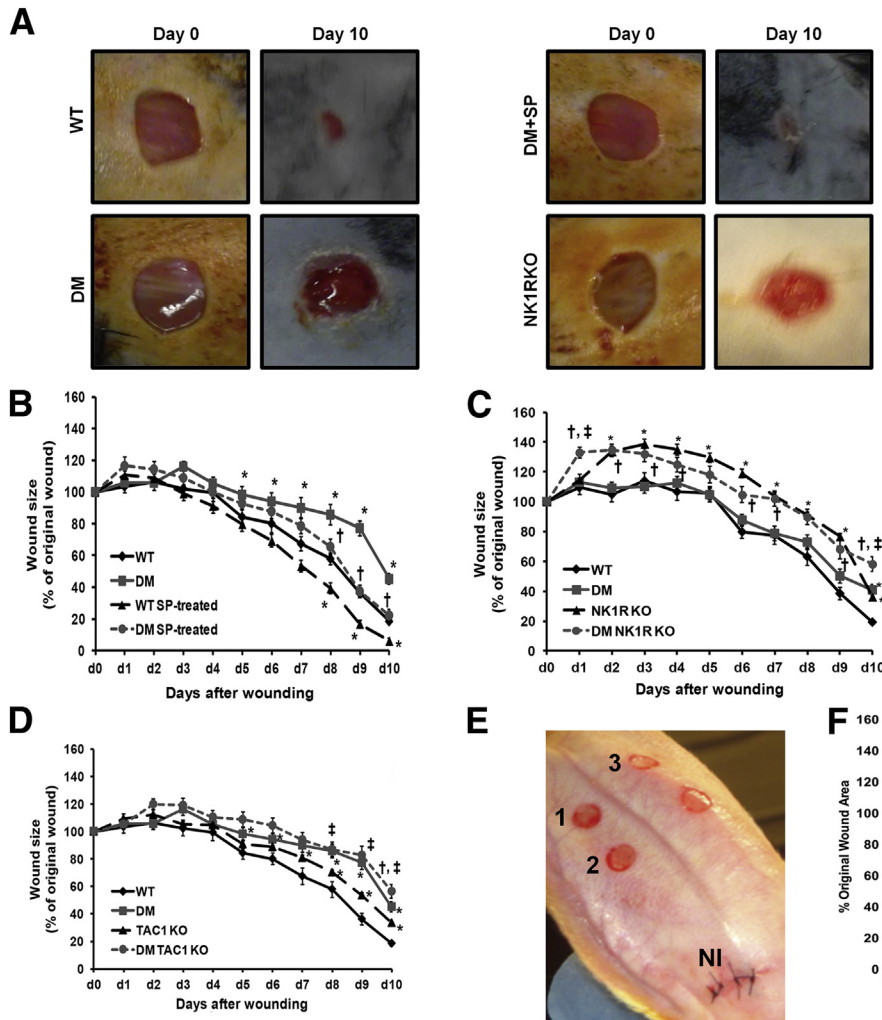 A
Day 0
Day 10
Day 0
Day 10
WT
DM+SP
DM
NK1RKO
B
160
140
120
100
80
60
40
20
0
Wound size
(% of original wound)
* * * * * *
† † †
* * *
WT
DM
WT SP-treated
DM SP-treated
d0 d1 d2 d3 d4 d5 d6 d7 d8 d9 d10
Days after wounding
C
160
140
120
100
80
60
40
20
0
Wound size
(% of original wound)
†, ‡
* * * * * * *
† † † † † †
†, ‡
* *
WT
DM
NK1R KO
DM NK1R KO
d0 d1 d2 d3 d4 d5 d6 d7 d8 d9 d10
Days after wounding
D
160
140
120
100
80
60
40
20
0
Wound size
(% of original wound)
‡ ‡ †, ‡
* * * * * * * * *
WT
DM
TAC1 KO
DM TAC1 KO
d0 d1 d2 d3 d4 d5 d6 d7 d8 d9 d10
Days after wounding
E
3
1
2
NI
F
160
140
120
100
80
60
40
20
0
% Original Wound Area